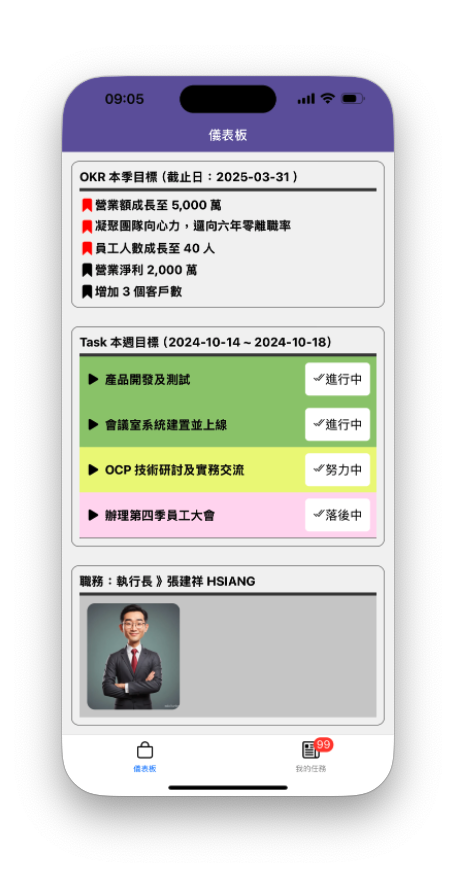 09:05
儀表板
OKR 本季目標 (截止日：2025-03-31)
營業額成長至 5,000 萬
凝聚團隊向心力，邁向六年零離職率
員工人數成長至 40 人
營業淨利 2,000 萬
增加 3 個客戶數
Task 本週目標 (2024-10-14 ~ 2024-10-18)
產品開發及測試 進行中
會議室系統建置並上線 進行中
OCP 技術研討及實務交流 努力中
辦理第四季員工大會 落後中
職務：執行長 》張建祥 HSIANG
99
儀表板 我的任務